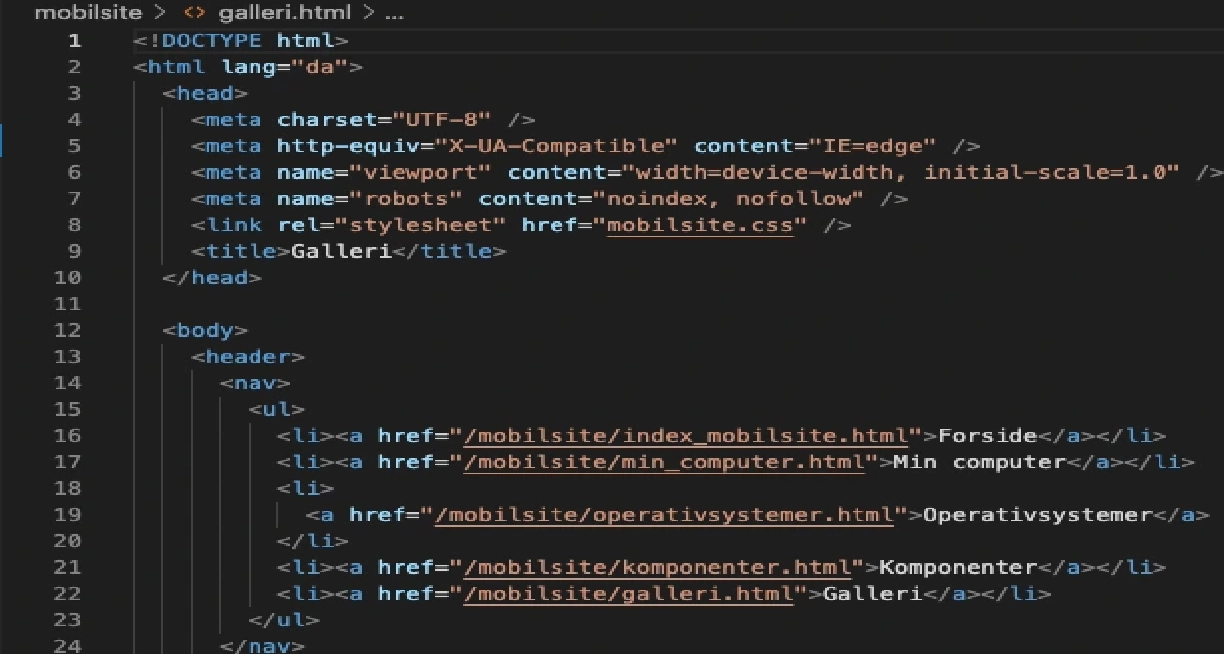 mobilsite > <> galleri.html > ...
1 <!DOCTYPE html>
2 <html lang="da">
3 <head>
4 <meta charset="UTF-8" />
5 <meta http-equiv="X-UA-Compatible" content="IE=edge" />
6 <meta name="viewport" content="width=device-width, initial-scale=1.0" />
7 <meta name="robots" content="noindex, nofollow" />
8 <link rel="stylesheet" href="mobilsite.css" />
9 <title>Galleri</title>
10 </head>
11
12 <body>
13 <header>
14 <nav>
15 <ul>
16 <li><a href="/mobilsite/index_mobilsite.html">Forside</a></li>
17 <li><a href="/mobilsite/min_computer.html">Min computer</a></li>
18 <li>
19 <a href="/mobilsite/operativsystemer.html">Operativsystemer</a>
20 </li>
21 <li><a href="/mobilsite/komponenter.html">Komponenter</a></li>
22 <li><a href="/mobilsite/galleri.html">Galleri</a></li>
23 </ul>
24 </nav>